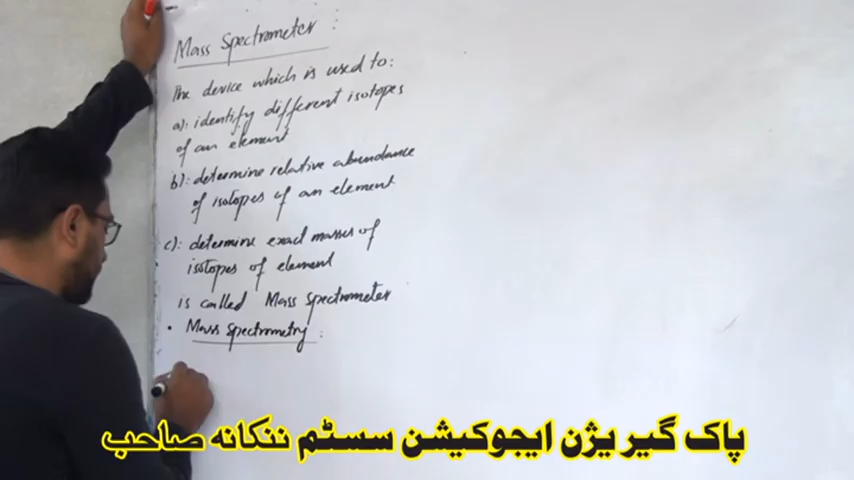 Mass Spectrometer :
The device which is used to:
a): identify different isotopes
of an element
b): determine relative abundance
of isotopes of an element
c): determine exact masses of
isotopes of element
is called Mass Spectrometer
• Mass Spectrometry :
پاک گیریژن ایجوکیشن سسٹم ننکانہ صاحب